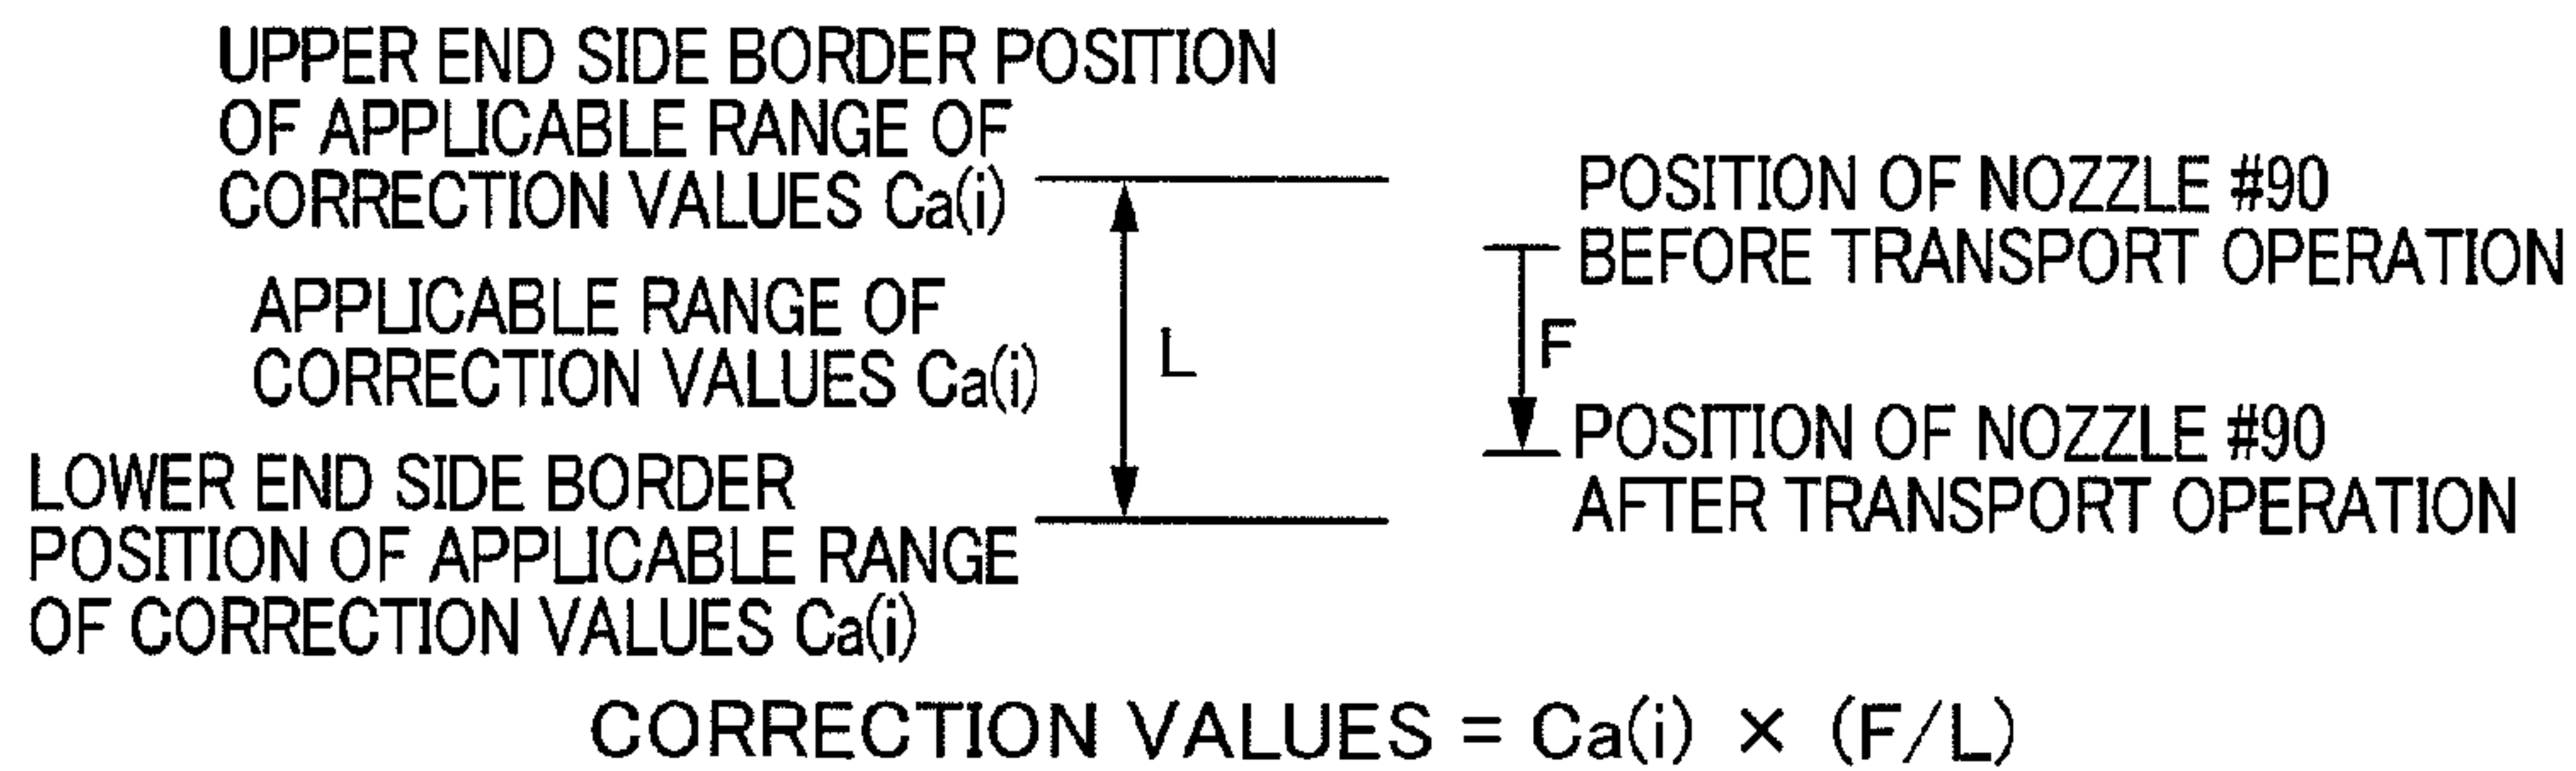 UPPER END SIDE BORDER POSITION
OF APPLICABLE RANGE OF
CORRECTION VALUES Ca(i)
APPLICABLE RANGE OF
CORRECTION VALUES Ca(i)
LOWER END SIDE BORDER
POSITION OF APPLICABLE RANGE
OF CORRECTION VALUES Ca(i)
L
POSITION OF NOZZLE #90
BEFORE TRANSPORT OPERATION
F
POSITION OF NOZZLE #90
AFTER TRANSPORT OPERATION
CORRECTION VALUES = Ca(i) × (F/L)